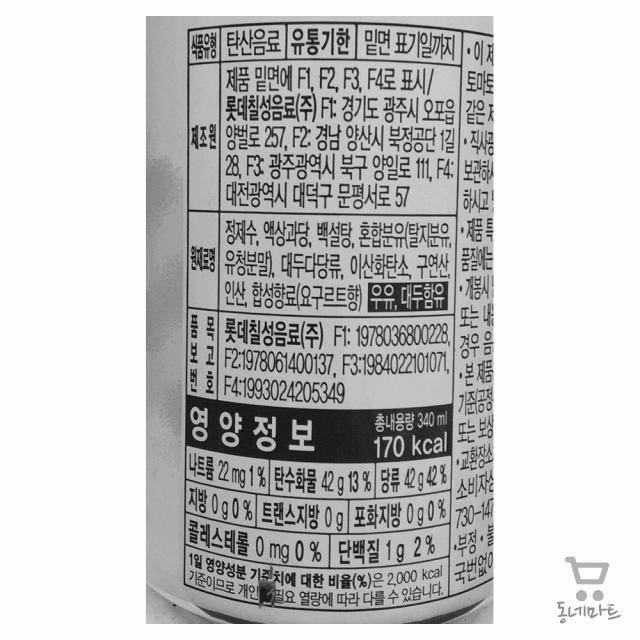 식품유형 탄산음료 유통기한 밑면 표기일까지
제조원
제품 밑면에 F1, F2, F3, F4로 표시/
롯데칠성음료(주) F1: 경기도 광주시 오포읍
양벌로 257, F2: 경남 양산시 북정공단 1길
28, F3: 광주광역시 북구 양일로 111, F4:
대전광역시 대덕구 문평서로 57
원재료명
정제수, 액상과당, 백설탕, 혼합분유(탈지분유,
유청분말), 대두다당류, 이산화탄소, 구연산,
인산, 합성향료(요구르트향) 우유, 대두함유
품목보고번호
롯데칠성음료(주) F1: 1978036800228,
F2:1978061400137, F3:1984022101071,
F4:1993024205349
영양정보 총내용량 340 ml
170 kcal
나트륨 22 mg 1% 탄수화물 42 g 13% 당류 42 g 42%
지방 0 g 0% 트랜스지방 0 g 포화지방 0 g 0%
콜레스테롤 0 mg 0% 단백질 1 g 2%
1일 영양성분 기준치에 대한 비율(%)은 2,000 kcal
기준이므로 개인 필요 열량에 따라 다를 수 있습니다.
• 이 제
토마토
같은 제
• 직사광
보관하시
하시고
• 제품 특
품질에는
• 개봉시
또는 내용
경우 음
• 본 제품
기준(공정
또는 보상
• 교환장소
소비자상
730-147
• 부정·불
국번없이
동네마트